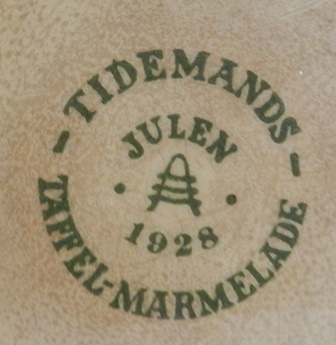 - TIDEMANDS -
JULEN
1928
TAFFEL-MARMELADE